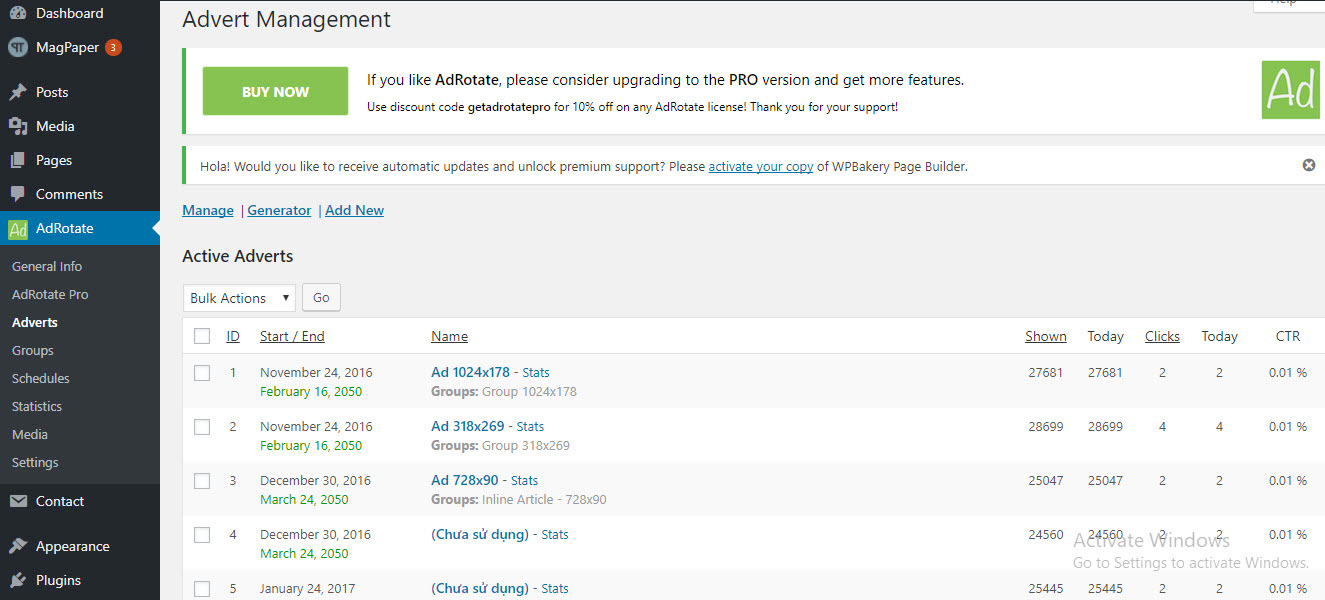 Dashboard
MagPaper 3
Posts
Media
Pages
Comments
Ad AdRotate
General Info
AdRotate Pro
Adverts
Groups
Schedules
Statistics
Media
Settings
Contact
Appearance
Plugins
Help
Advert Management
BUY NOW
If you like AdRotate, please consider upgrading to the PRO version and get more features.
Use discount code getadrotatepro for 10% off on any AdRotate license! Thank you for your support!
Ad
Hola! Would you like to receive automatic updates and unlock premium support? Please activate your copy of WPBakery Page Builder.
Manage | Generator | Add New
Active Adverts
Bulk Actions Go
ID Start / End Name Shown Today Clicks Today CTR
1 November 24, 2016 Ad 1024x178 - Stats 27681 27681 2 2 0.01 %
February 16, 2050 Groups: Group 1024x178
2 November 24, 2016 Ad 318x269 - Stats 28699 28699 4 4 0.01 %
February 16, 2050 Groups: Group 318x269
3 December 30, 2016 Ad 728x90 - Stats 25047 25047 2 2 0.01 %
March 24, 2050 Groups: Inline Article - 728x90
4 December 30, 2016 (Chưa sử dụng) - Stats 24560 24560 2 2 0.01 %
March 24, 2050
Activate Windows
Go to Settings to activate Windows.
5 January 24, 2017 (Chưa sử dụng) - Stats 25445 25445 2 2 0.01 %